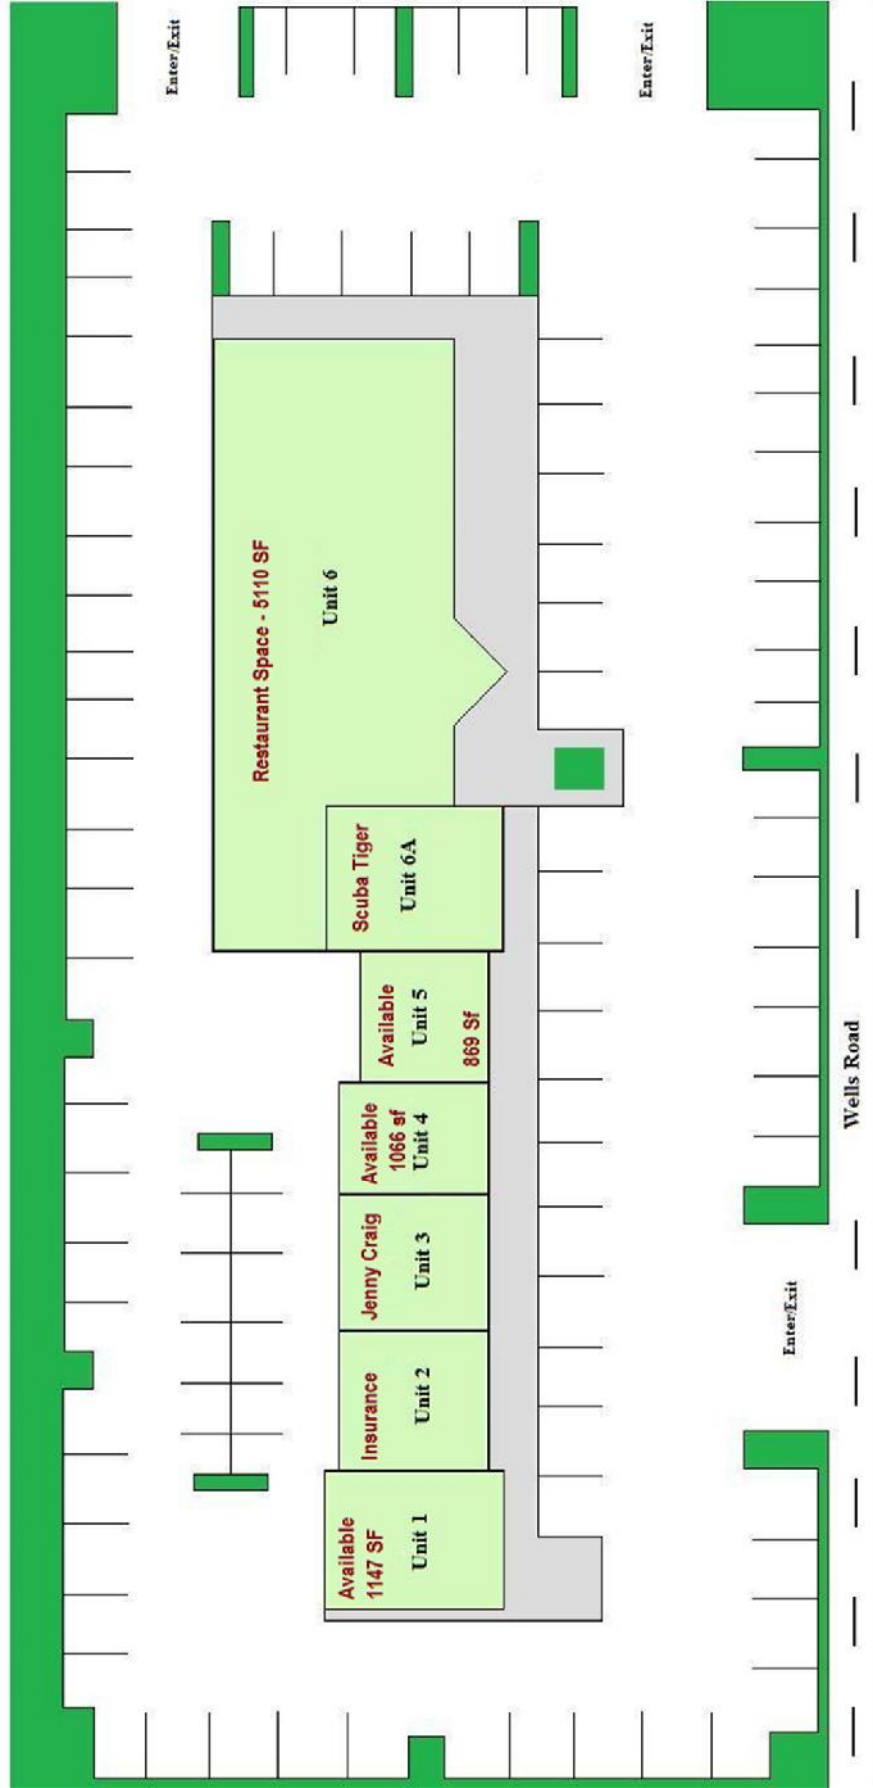 Enter/Exit
Enter/Exit
Restaurant Space - 5110 SF
Unit 6
Scuba Tiger
Unit 6A
Available
Unit 5
869 Sf
Available
1066 sf
Unit 4
Jenny Craig
Unit 3
Insurance
Unit 2
Available
1147 SF
Unit 1
Wells Road
Enter/Exit